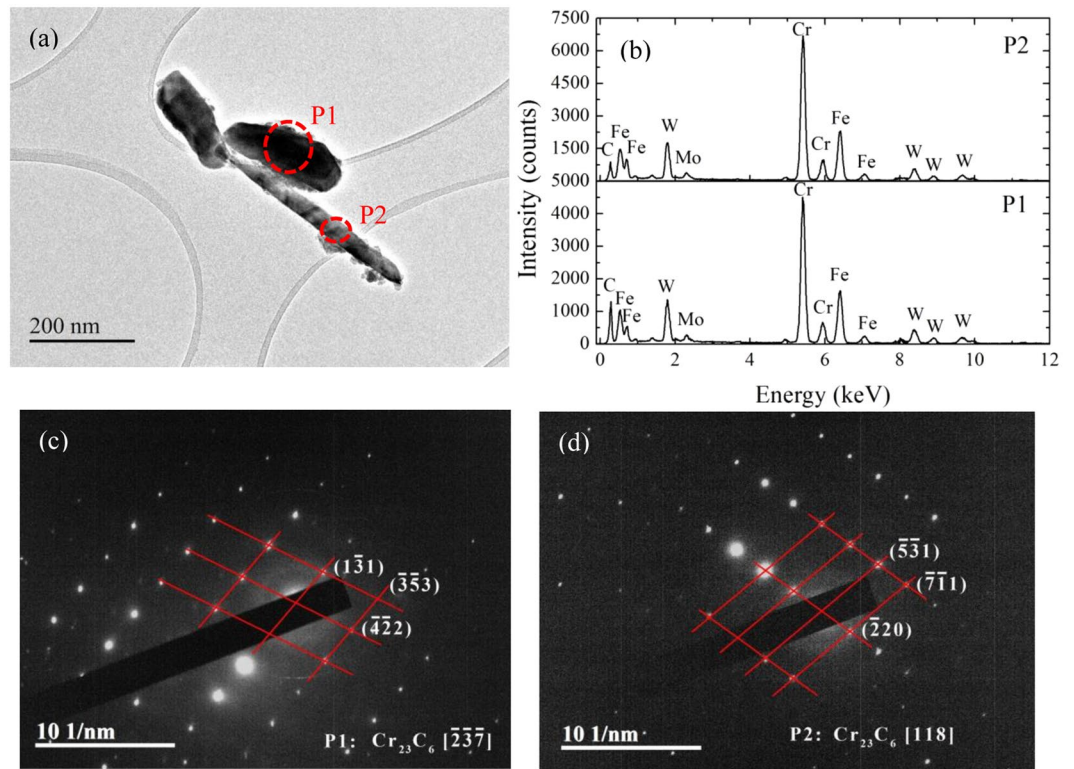 (a)
P1
P2
200 nm
(b)
P2
7500
6000
4500
3000
1500
5000
Cr
Fe
C
Fe
W
Mo
Cr
Fe
Fe
W
W
W
P1
4000
3000
2000
1000
0
Cr
C
Fe
Fe
W
Mo
Cr
Fe
Fe
W
W
W
Intensity (counts)
0 2 4 6 8 10 12
Energy (keV)
(c)
(13̄1)
(3̄5̄3)
(4̄2̄2)
10 1/nm
P1: Cr₂₃C₆ [2̄3̄7̄]
(d)
(5̄3̄1)
(7̄1̄1)
(2̄20)
10 1/nm
P2: Cr₂₃C₆ [118]